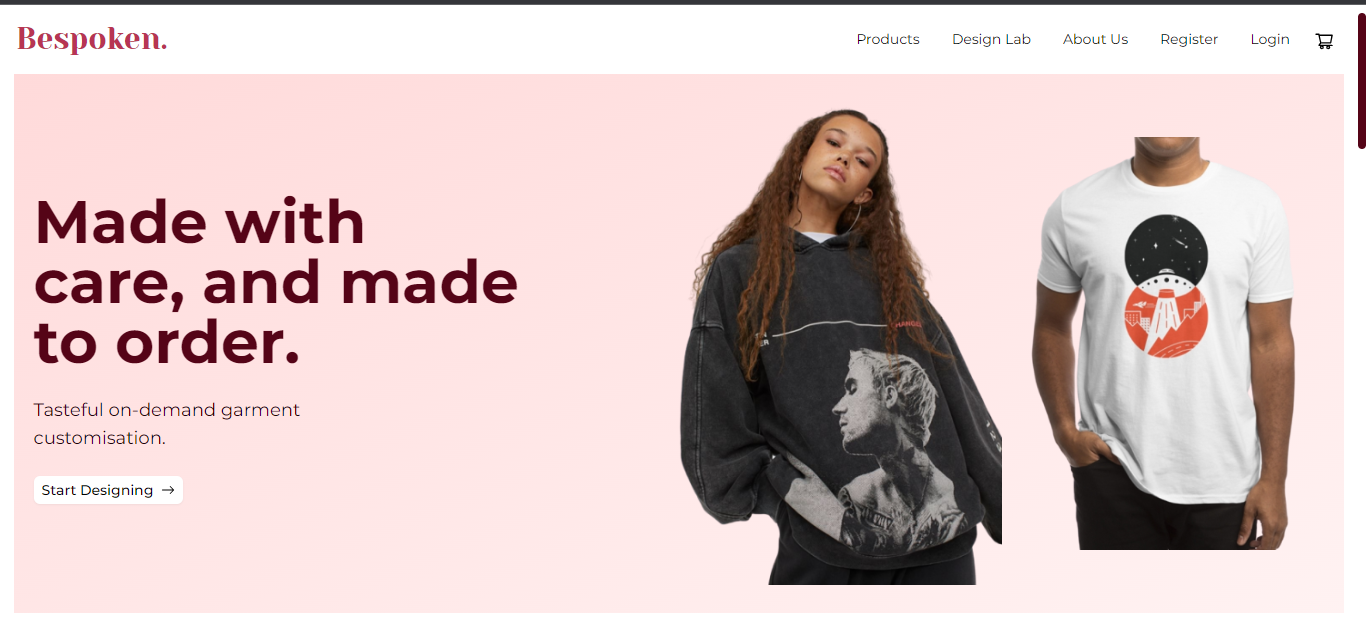 Bespoken.
Products
Design Lab
About Us
Register
Login
Made with
care, and made
to order.
Tasteful on-demand garment
customisation.
Start Designing